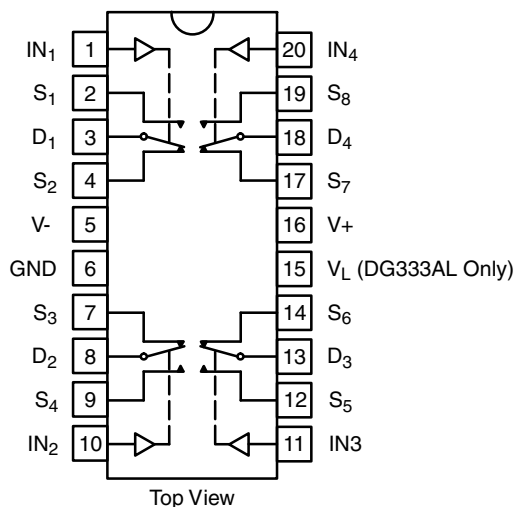 IN1 1 20 IN4
S1 2 19 S8
D1 3 18 D4
S2 4 17 S7
V- 5 16 V+
GND 6 15 VL (DG333AL Only)
S3 7 14 S6
D2 8 13 D3
S4 9 12 S5
IN2 10 11 IN3
Top View